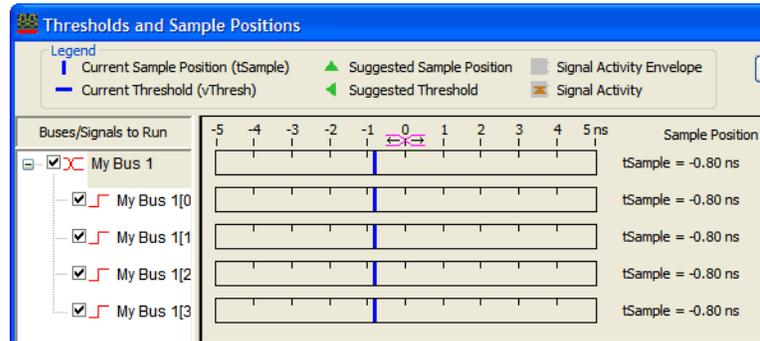 Thresholds and Sample Positions
Legend
Current Sample Position (tSample)
Suggested Sample Position
Signal Activity Envelope
Current Threshold (vThresh)
Suggested Threshold
Signal Activity
Buses/Signals to Run
-5 -4 -3 -2 -1 0 1 2 3 4 5 ns
Sample Position
My Bus 1
tSample = -0.80 ns
My Bus 1[0
tSample = -0.80 ns
My Bus 1[1
tSample = -0.80 ns
My Bus 1[2
tSample = -0.80 ns
My Bus 1[3
tSample = -0.80 ns